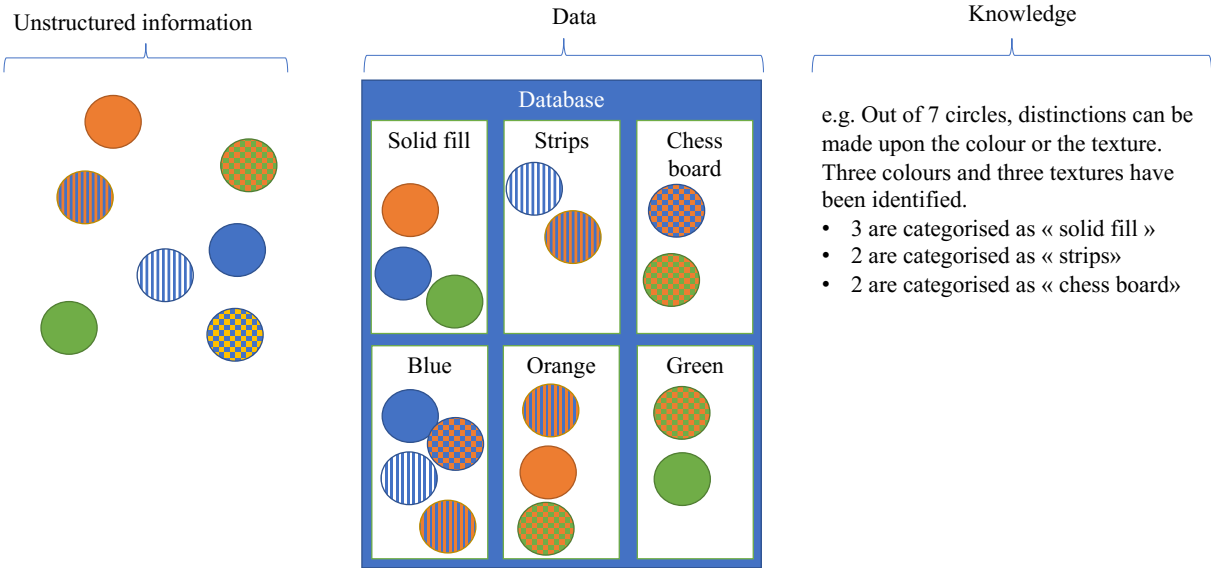 Unstructured information
Data
Knowledge
Database
Solid fill
Strips
Chess
board
Blue
Orange
Green
e.g. Out of 7 circles, distinctions can be
made upon the colour or the texture.
Three colours and three textures have
been identified.
• 3 are categorised as « solid fill »
• 2 are categorised as « strips»
• 2 are categorised as « chess board»